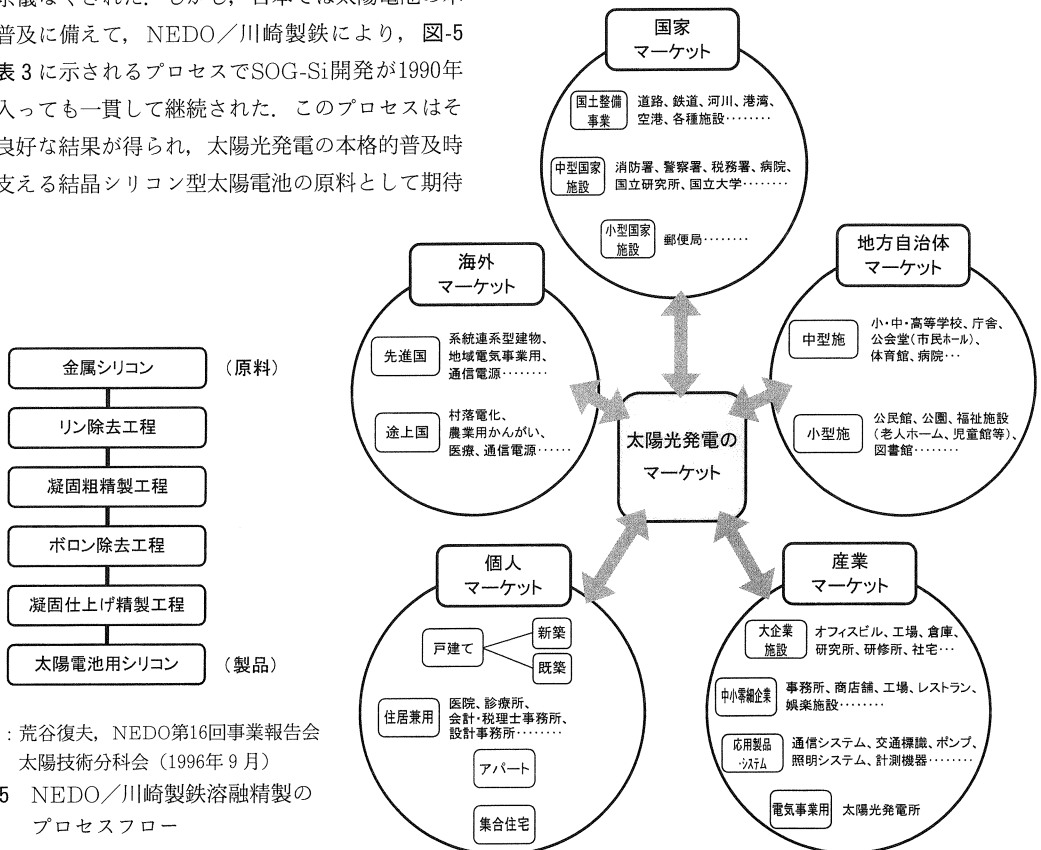 普及に備えて，NEDO／川崎製鉄により，図-5
表3に示されるプロセスでSOG-Si開発が1990年
入っても一貫して継続された．このプロセスはそ
良好な結果が得られ，太陽光発電の本格的普及時
支える結晶シリコン型太陽電池の原料として期待
金属シリコン （原料）
リン除去工程
凝固粗精製工程
ボロン除去工程
凝固仕上げ精製工程
太陽電池用シリコン （製品）
：荒谷復夫，NEDO第16回事業報告会
太陽技術分科会（1996年９月）
5 NEDO／川崎製鉄溶融精製の
プロセスフロー
国家
マーケット
国土整備
事業
道路、鉄道、河川、港湾、
空港、各種施設‥‥‥‥
中型国家
施設
消防署、警察署、税務署、病院、
国立研究所、国立大学‥‥‥‥
小型国家
施設
郵便局‥‥‥‥
海外
マーケット
先進国
系統連系型建物、
地域電気事業用、
通信電源‥‥‥‥
途上国
村落電化、
農業用かんがい、
医療、通信電源‥‥‥
地方自治体
マーケット
中型施
小・中・高等学校、庁舎、
公会堂（市民ホール）、
体育館、病院…
小型施
公民館、公園、福祉施設
（老人ホーム、児童館等）、
図書館‥‥‥‥
太陽光発電の
マーケット
個人
マーケット
戸建て
新築
既築
住居兼用
医院、診療所、
会計・税理士事務所、
設計事務所‥‥‥‥
アパート
集合住宅
産業
マーケット
大企業
施設
オフィスビル、工場、倉庫、
研究所、研修所、社宅…
中小零細企業
事務所、商店舗、工場、レストラン、
娯楽施設‥‥‥‥
応用製品
・システム
通信システム、交通標識、ポンプ、
照明システム、計測機器‥‥‥‥
電気事業用
太陽光発電所